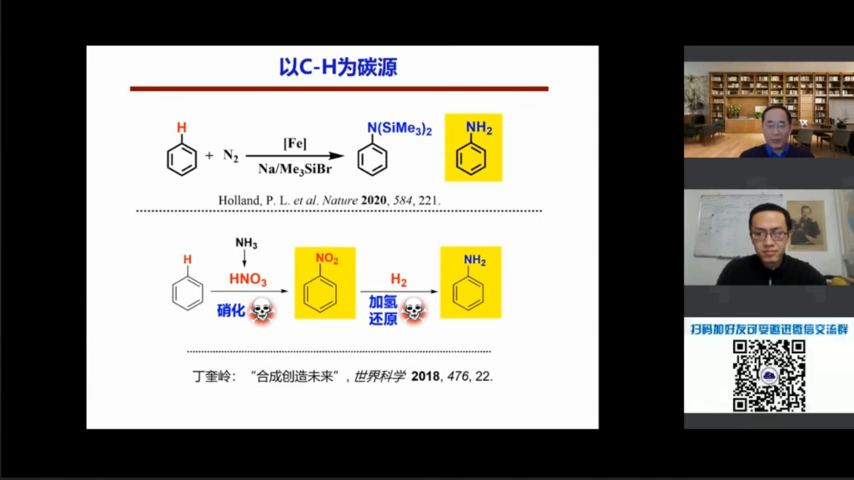 以C-H为碳源
H
+ N2
[Fe]
Na/Me3SiBr
N(SiMe3)2
NH2
Holland, P. L. et al. Nature 2020, 584, 221.
H
NH3
HNO3
硝化
NO2
H2
加氢
还原
NH2
丁奎岭：“合成创造未来”, 世界科学 2018, 476, 22.
扫码加好友可受邀进微信交流群